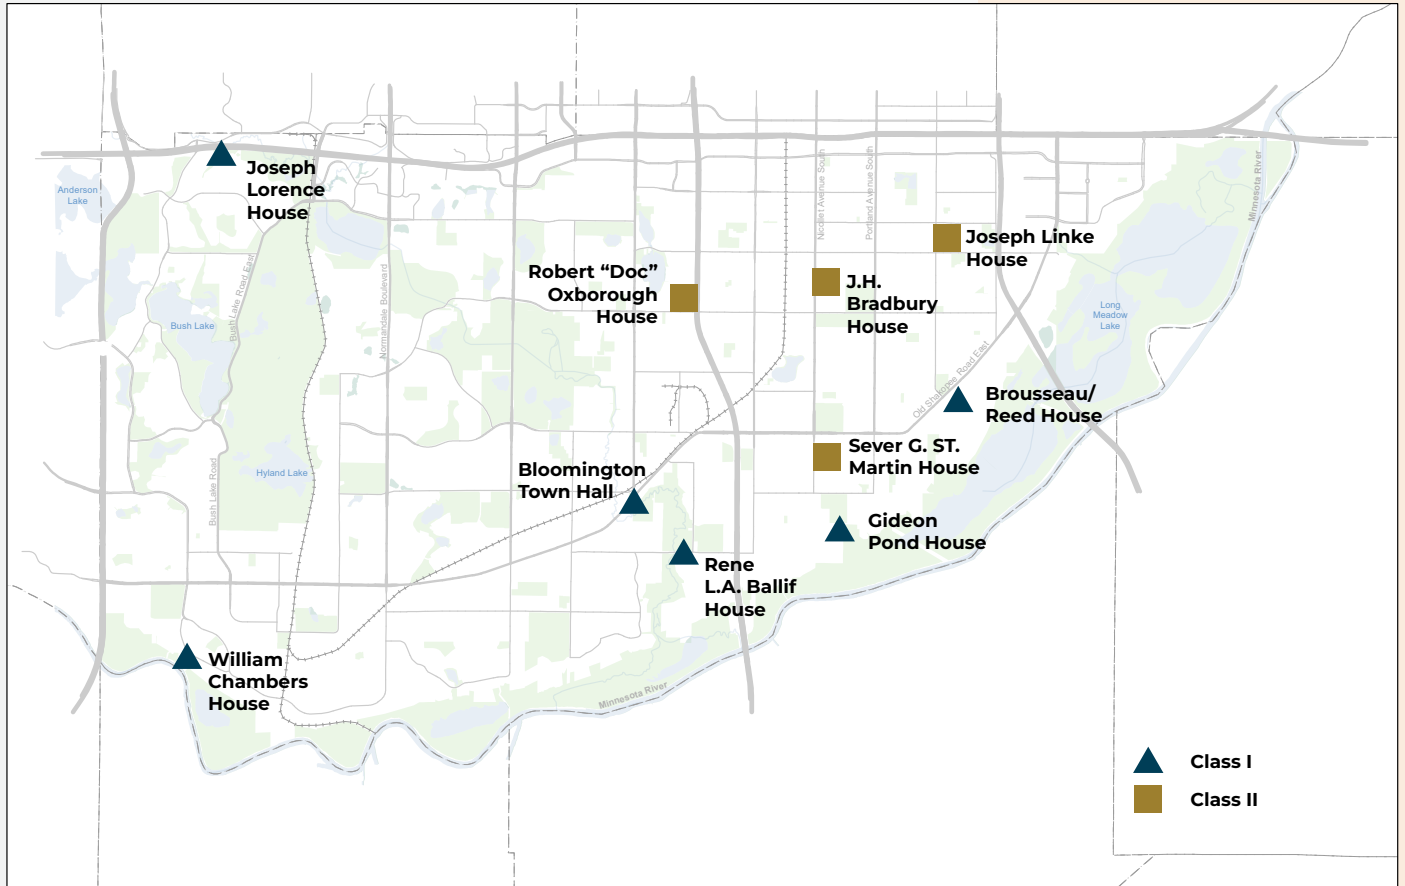 Joseph
Lorence
House
Anderson
Lake
Minnesota River
Nicollet Avenue South
Portland Avenue South
Joseph Linke
House
Robert “Doc”
Oxborough
House
J.H.
Bradbury
House
Bush Lake Road East
Normandale Boulevard
Bush Lake
Long
Meadow
Lake
Old Shakopee Road East
Brousseau/
Reed House
Sever G. ST.
Martin House
Bloomington
Town Hall
Hyland Lake
Bush Lake Road
Gideon
Pond House
Rene
L.A. Ballif
House
William
Chambers
House
Minnesota River
Class I
Class II